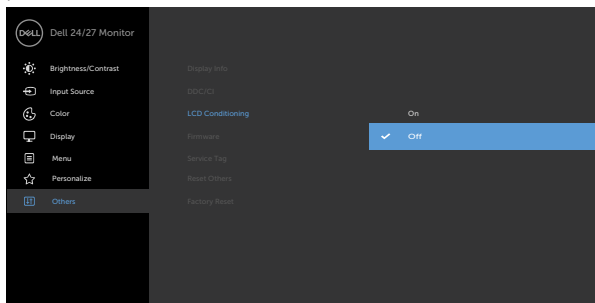 DELL
Dell 24/27 Monitor
Brightness/Contrast
Input Source
Color
Display
Menu
Personalize
Others
Display Info
DDC/CI
LCD Conditioning
Firmware
Service Tag
Reset Others
Factory Reset
On
Off